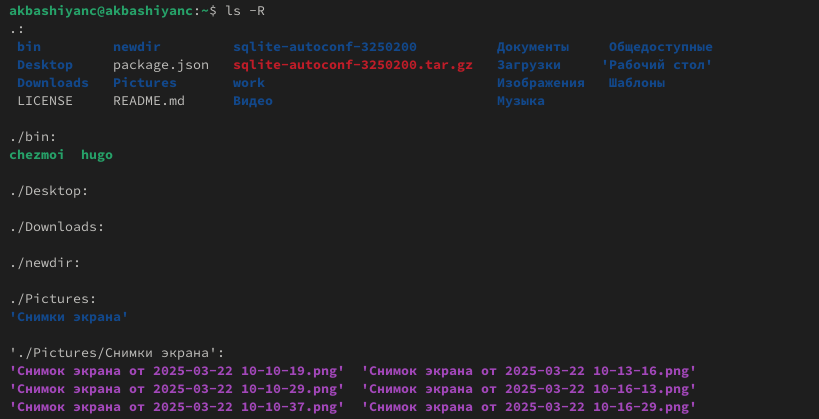 akbashiyanc@akbashiyanc:~$ ls -R
.:
bin newdir sqlite-autoconf-3250200 Документы Общедоступные
Desktop package.json sqlite-autoconf-3250200.tar.gz Загрузки 'Рабочий стол'
Downloads Pictures work Изображения Шаблоны
LICENSE README.md Видео Музыка
./bin:
chezmoi hugo
./Desktop:
./Downloads:
./newdir:
./Pictures:
'Снимки экрана'
'./Pictures/Снимки экрана':
'Снимок экрана от 2025-03-22 10-10-19.png' 'Снимок экрана от 2025-03-22 10-13-16.png'
'Снимок экрана от 2025-03-22 10-10-29.png' 'Снимок экрана от 2025-03-22 10-16-13.png'
'Снимок экрана от 2025-03-22 10-10-37.png' 'Снимок экрана от 2025-03-22 10-16-29.png'